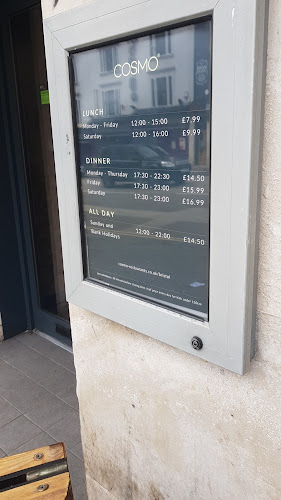 COSMO
LUNCH
Monday - Friday 12:00 - 15:00 £7.99
Saturday 12:00 - 16:00 £9.99
DINNER
Monday - Thursday 17:30 - 22:30 £14.50
Friday 17:30 - 23:00 £15.99
Saturday 17:30 - 23:00 £16.99
ALL DAY
Sunday and
Bank Holidays 12:00 - 22:00 £14.50